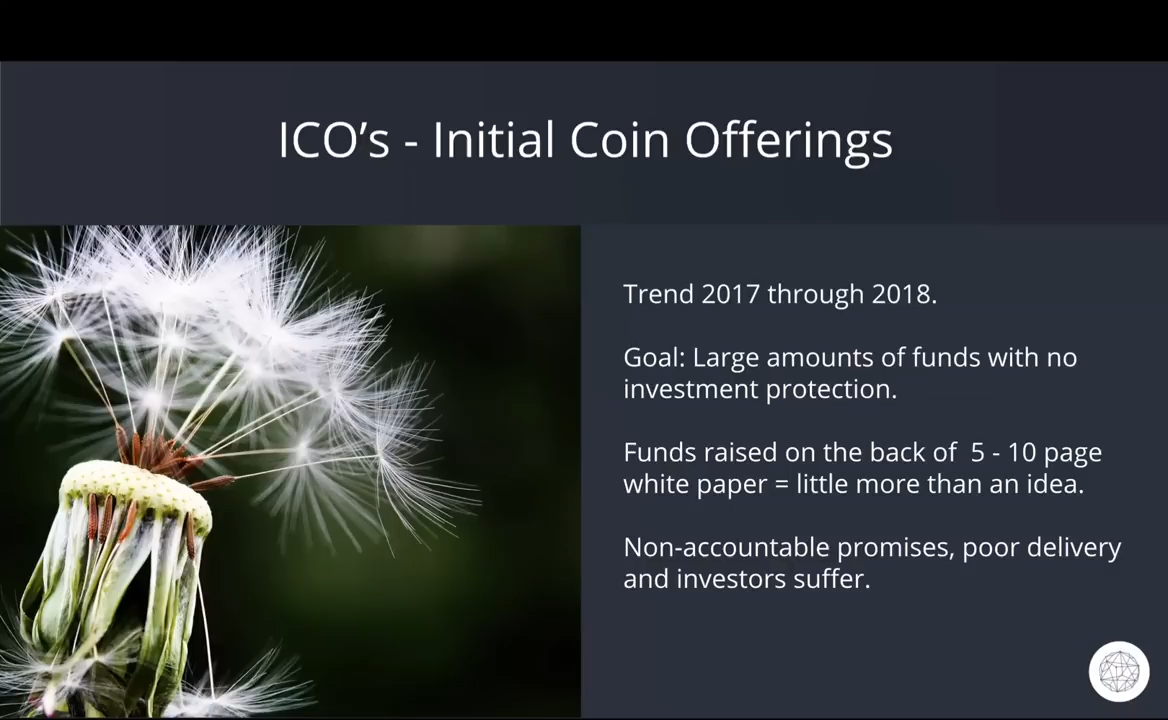 ICO’s - Initial Coin Offerings
Trend 2017 through 2018.
Goal: Large amounts of funds with no
investment protection.
Funds raised on the back of  5 - 10 page
white paper = little more than an idea.
Non-accountable promises, poor delivery
and investors suffer.